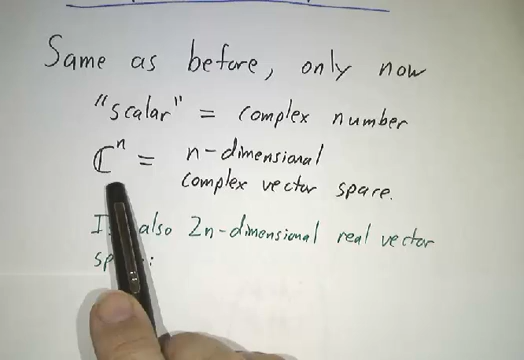 Same as before, only now
"scalar" = complex number
ℂⁿ = n-dimensional
complex vector space.
also 2n-dimensional real vector